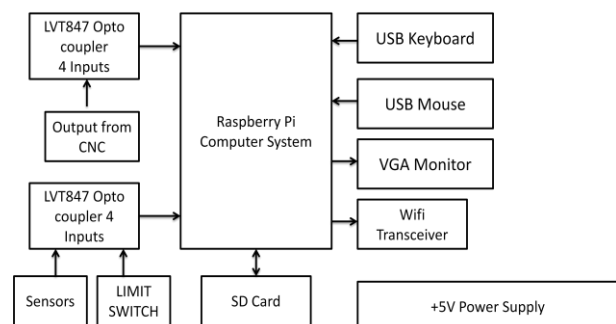 LVT847 Opto
coupler
4 Inputs
Output from
CNC
LVT847 Opto
coupler 4
Inputs
Sensors
LIMIT
SWITCH
Raspberry Pi
Computer System
SD Card
USB Keyboard
USB Mouse
VGA Monitor
Wifi
Transceiver
+5V Power Supply